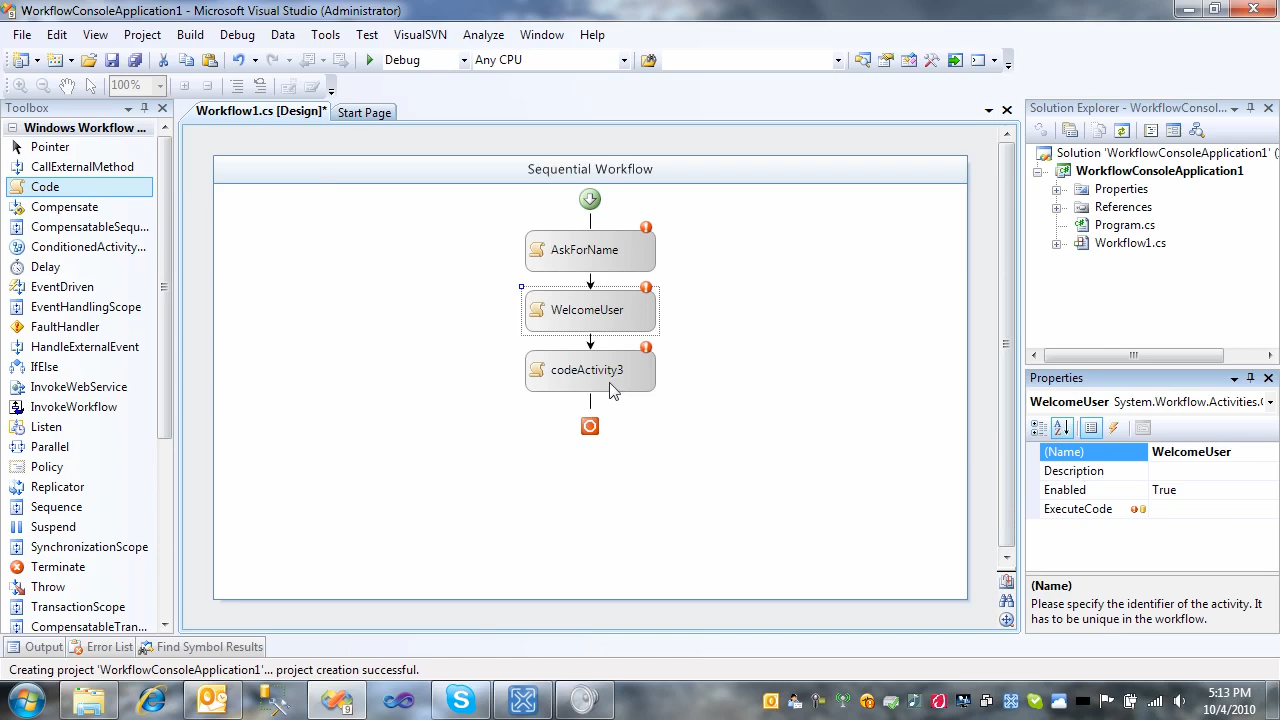 WorkflowConsoleApplication1 - Microsoft Visual Studio (Administrator)
File Edit View Project Build Debug Data Tools Test VisualSVN Analyze Window Help
Debug Any CPU
100%
Toolbox
Windows Workflow ...
Pointer
CallExternalMethod
Code
Compensate
CompensatableSequ...
ConditionedActivity...
Delay
EventDriven
EventHandlingScope
FaultHandler
HandleExternalEvent
IfElse
InvokeWebService
InvokeWorkflow
Listen
Parallel
Policy
Replicator
Sequence
Suspend
SynchronizationScope
Terminate
Throw
TransactionScope
CompensatableTran...
Workflow1.cs [Design]* Start Page
Sequential Workflow
AskForName
WelcomeUser
codeActivity3
Solution Explorer - WorkflowConsol...
Solution 'WorkflowConsoleApplication1' (
WorkflowConsoleApplication1
Properties
References
Program.cs
Workflow1.cs
Properties
WelcomeUser System.Workflow.Activities.
(Name) WelcomeUser
Description
Enabled True
ExecuteCode
(Name)
Please specify the identifier of the activity. It
has to be unique in the workflow.
Output Error List Find Symbol Results
Creating project 'WorkflowConsoleApplication1'... project creation successful.
5:13 PM
10/4/2010